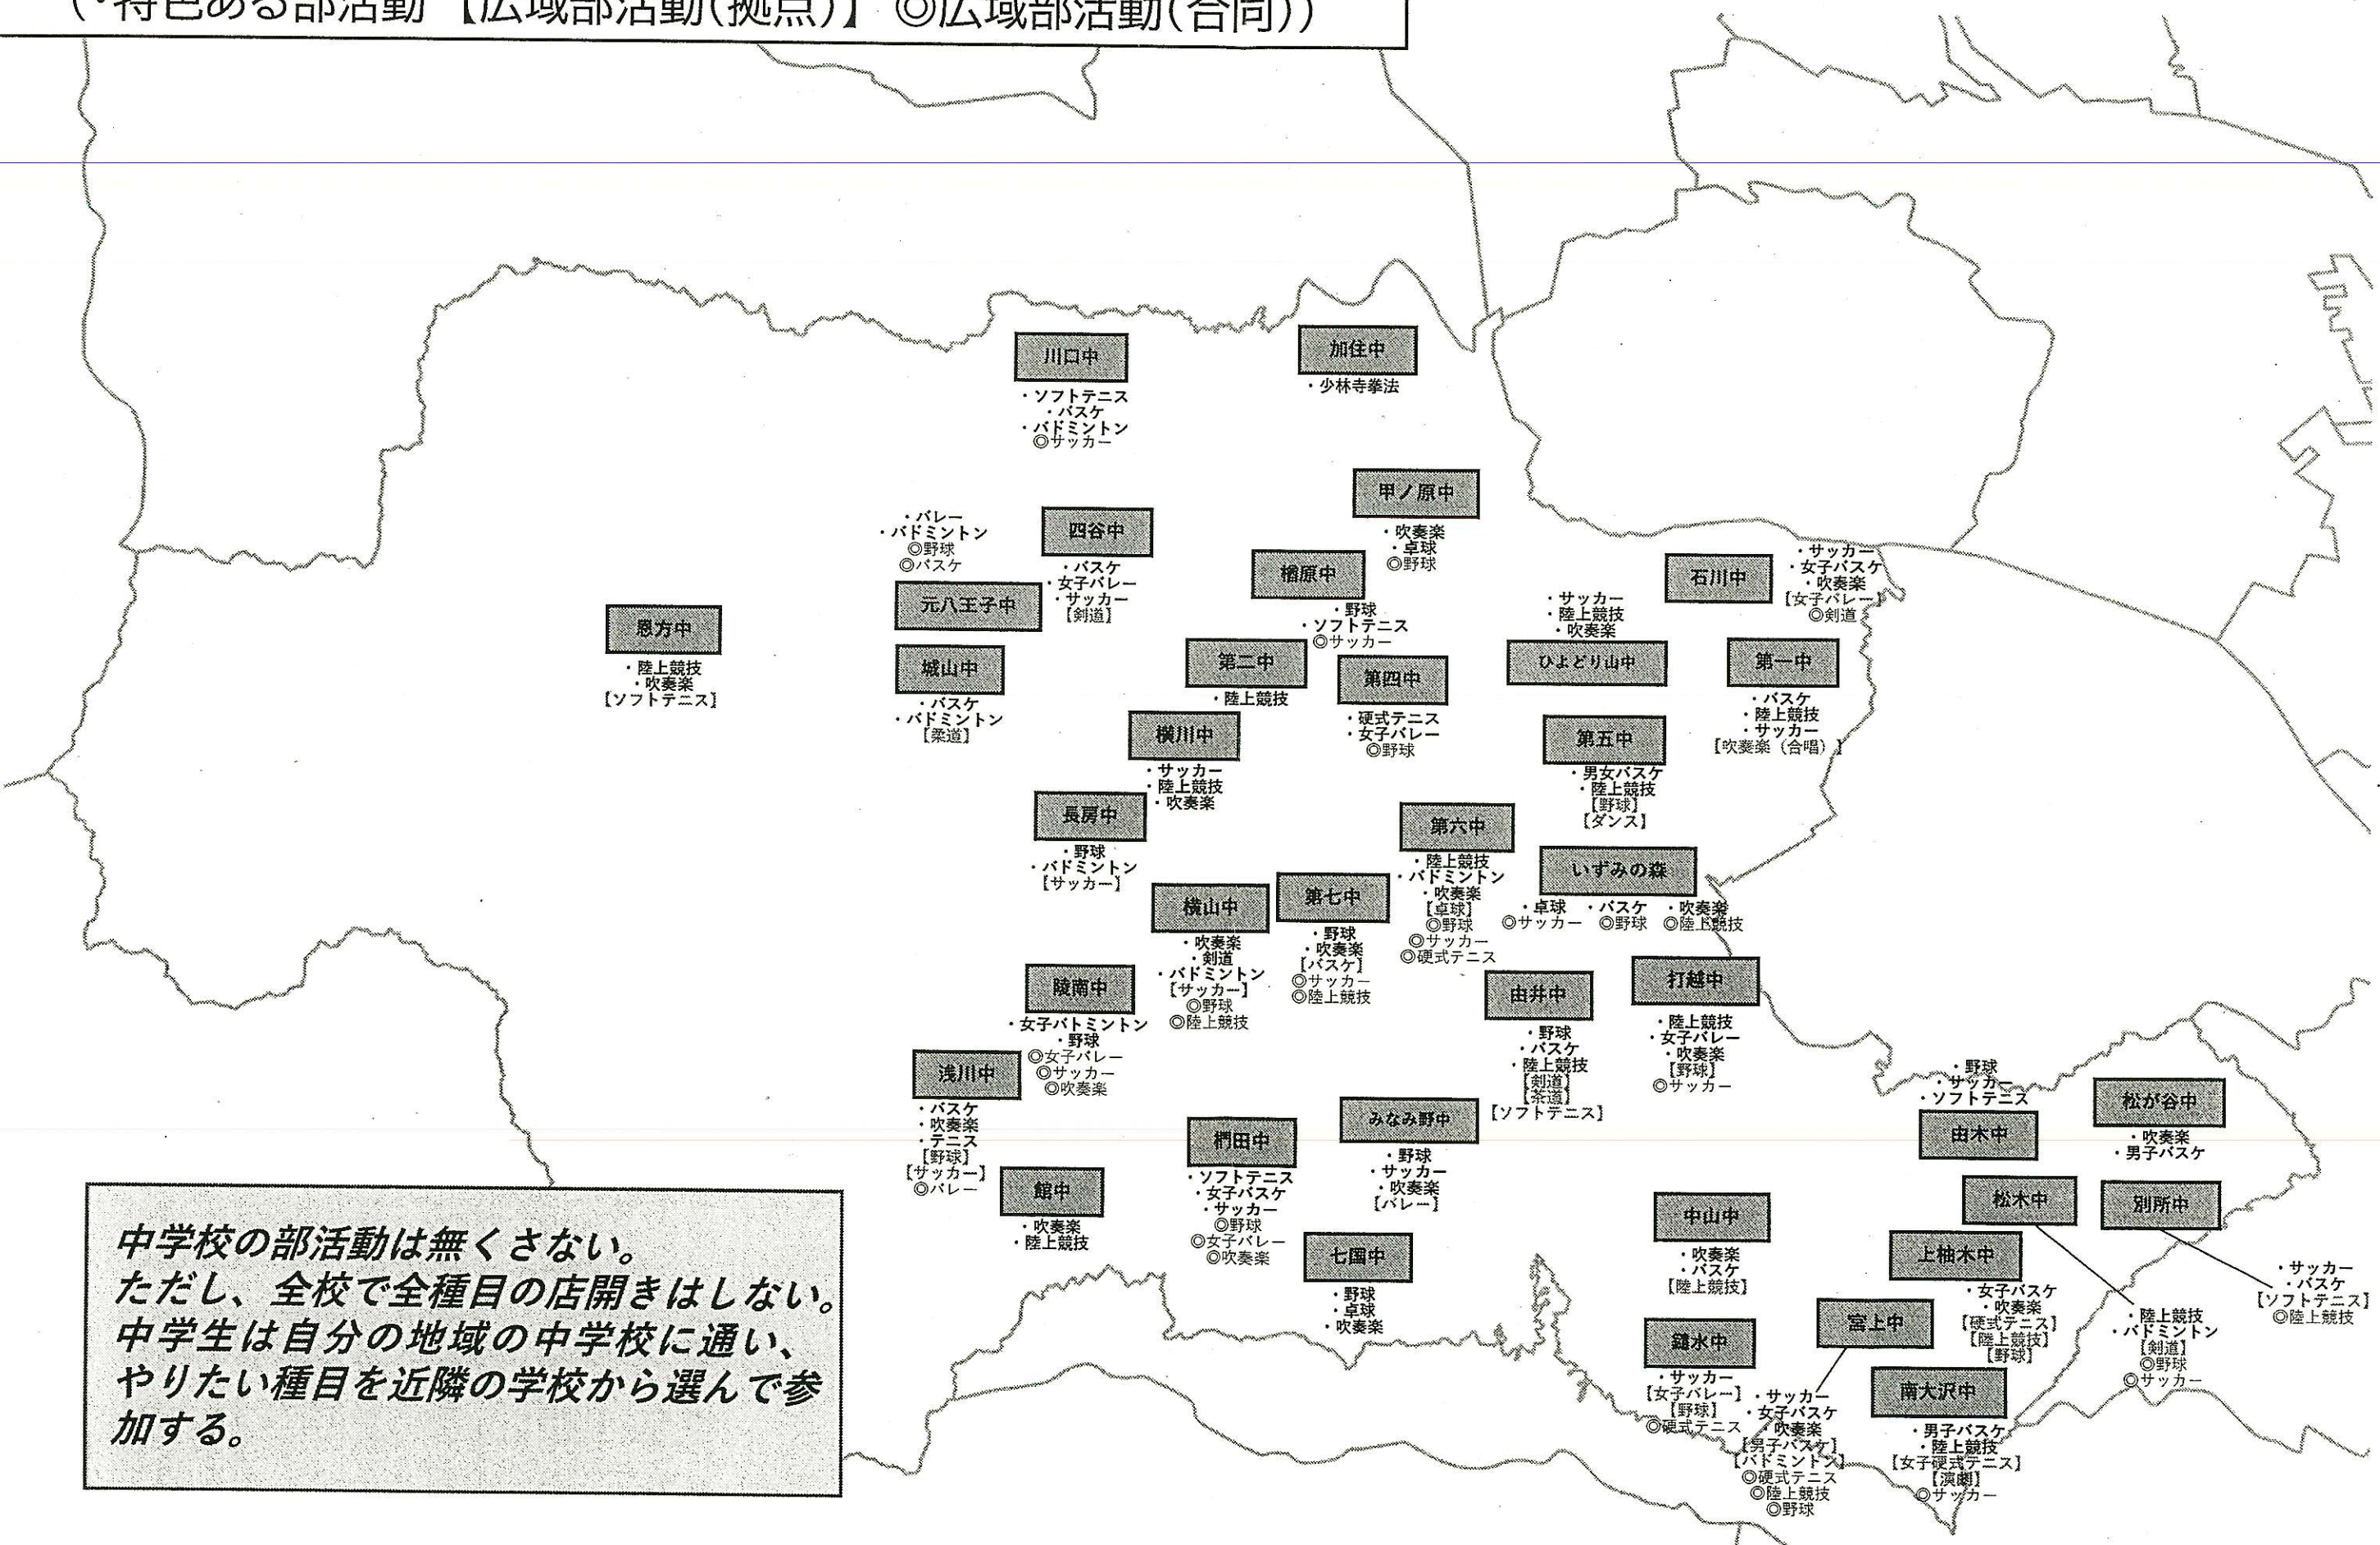 (・特色ある部活動 【広域部活動(拠点)】 ◎広域部活動(合同))
川口中
・ソフトテニス
・バスケ
・バドミントン
◎サッカー
加住中
・少林寺拳法
甲ノ原中
・吹奏楽
・卓球
◎野球
・バレー
・バドミントン
◎野球
◎バスケ
元八王子中
四谷中
・バスケ
・女子バレー
・サッカー
【剣道】
楢原中
・野球
・ソフトテニス
◎サッカー
石川中
・サッカー
・女子バスケ
・吹奏楽
【女子バレー】
◎剣道
恩方中
・陸上競技
・吹奏楽
【ソフトテニス】
城山中
・バスケ
・バドミントン
【柔道】
第二中
・陸上競技
第四中
・硬式テニス
・女子バレー
◎野球
・サッカー
・陸上競技
・吹奏楽
ひよどり山中
第一中
・バスケ
・陸上競技
・サッカー
【吹奏楽（合唱）】
横川中
・サッカー
・陸上競技
・吹奏楽
第五中
・男女バスケ
・陸上競技
【野球】
【ダンス】
長房中
・野球
・バドミントン
【サッカー】
第六中
・陸上競技
・バドミントン
・吹奏楽
【卓球】
◎野球
◎サッカー
◎硬式テニス
いずみの森
・卓球 ・バスケ ・吹奏楽
◎サッカー ◎野球 ◎陸上競技
横山中
・吹奏楽
・剣道
・バドミントン
【サッカー】
◎野球
◎陸上競技
第七中
・野球
・吹奏楽
【バスケ】
◎サッカー
◎陸上競技
陵南中
・女子バトミントン
・野球
◎女子バレー
◎サッカー
◎吹奏楽
由井中
・野球
・バスケ
・陸上競技
【剣道】
【茶道】
【ソフトテニス】
打越中
・陸上競技
・女子バレー
・吹奏楽
【野球】
◎サッカー
浅川中
・バスケ
・吹奏楽
・テニス
【野球】
【サッカー】
◎バレー
館中
・吹奏楽
・陸上競技
椚田中
・ソフトテニス
・女子バスケ
・サッカー
◎野球
◎女子バレー
◎吹奏楽
みなみ野中
・野球
・サッカー
・吹奏楽
【バレー】
七国中
・野球
・卓球
・吹奏楽
・野球
・サッカー
・ソフトテニス
由木中
松が谷中
・吹奏楽
・男子バスケ
松木中
・陸上競技
・バドミントン
【剣道】
◎野球
◎サッカー
別所中
・サッカー
・バスケ
【ソフトテニス】
◎陸上競技
中山中
・吹奏楽
・バスケ
【陸上競技】
上柚木中
・女子バスケ
・吹奏楽
【硬式テニス】
【陸上競技】
【野球】
鑓水中
・サッカー
【女子バレー】
【野球】
◎硬式テニス
宮上中
・サッカー
・女子バスケ
・吹奏楽
【男子バスケ】
【バドミントン】
◎硬式テニス
◎陸上競技
◎野球
南大沢中
・男子バスケ
・陸上競技
【女子硬式テニス】
【演劇】
◎サッカー
中学校の部活動は無くさない。
ただし、全校で全種目の店開きはしない。
中学生は自分の地域の中学校に通い、
やりたい種目を近隣の学校から選んで参
加する。